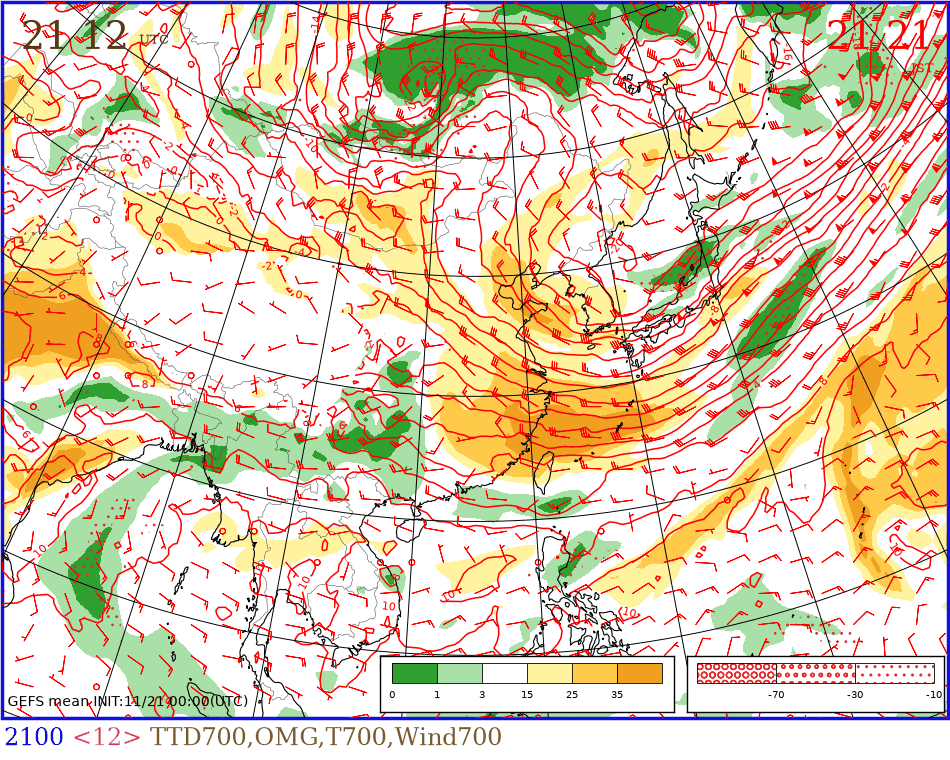 21 12 UTC
21/21 JST
0 1 3 15 25 35
-70 -30 -10
GEFS mean INIT:11/21 00:00(UTC)
2100 <12> TTD700,OMG,T700,Wind700